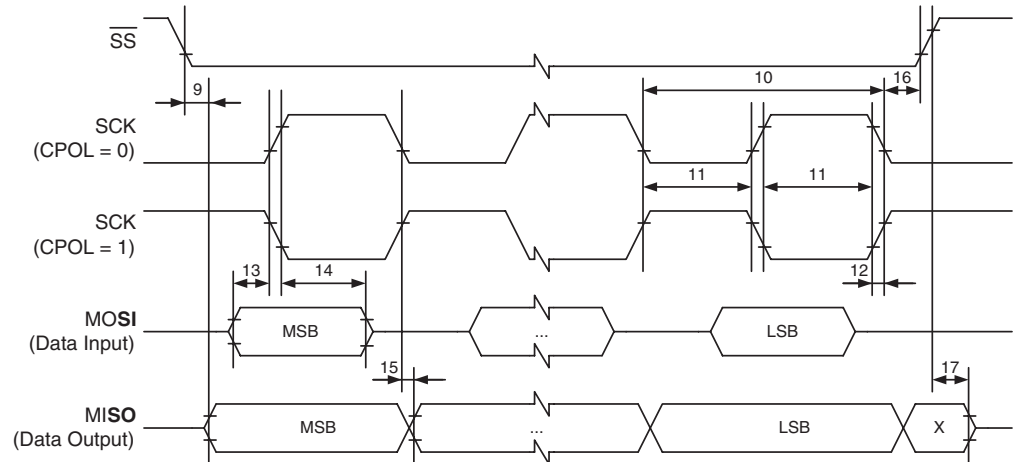 SS
9
10
16
SCK
(CPOL = 0)
11
11
SCK
(CPOL = 1)
13
14
12
MOSI
(Data Input)
MSB
...
LSB
15
17
MISO
(Data Output)
MSB
...
LSB
X